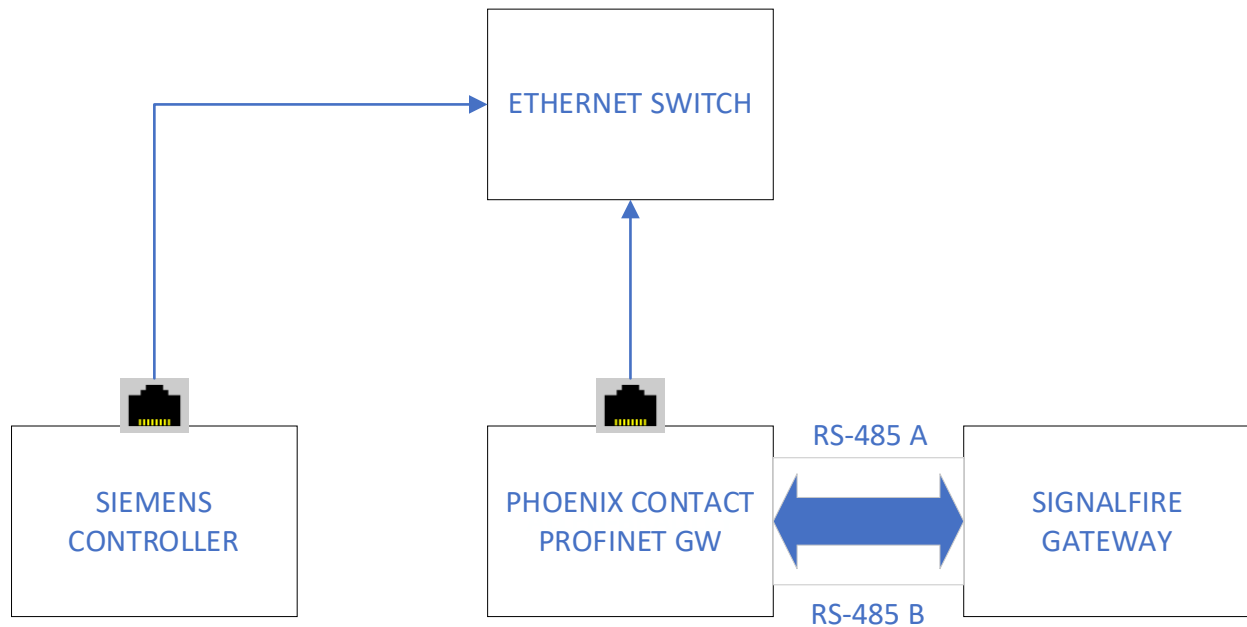 ETHERNET SWITCH
SIEMENS
CONTROLLER
PHOENIX CONTACT
PROFINET GW
RS-485 A
RS-485 B
SIGNALFIRE
GATEWAY